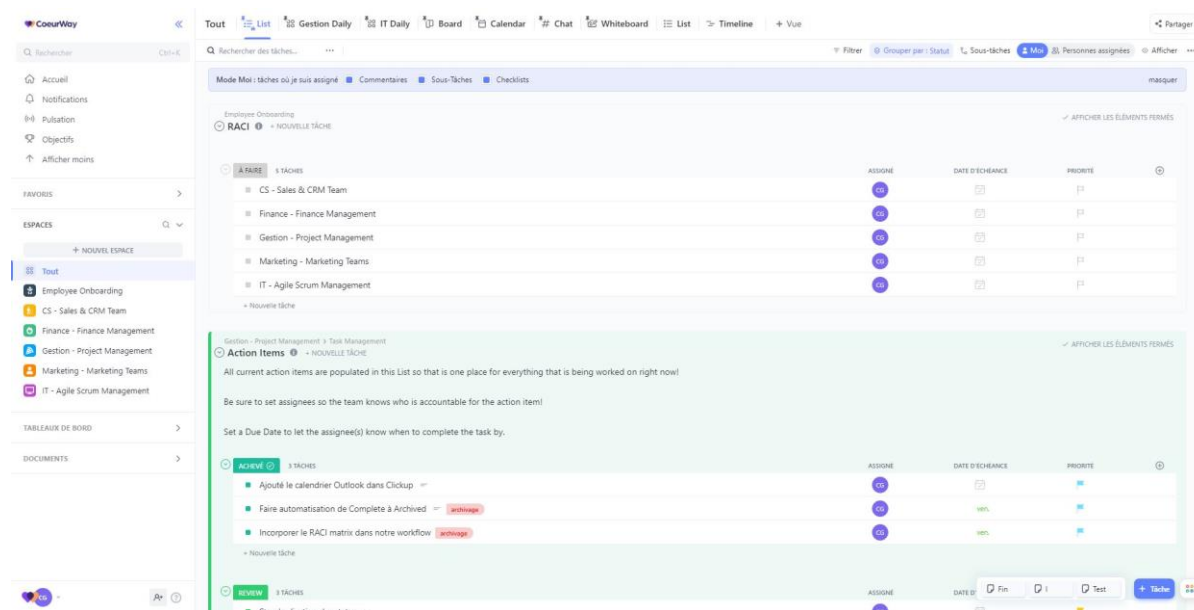 CoeurWay
Tout List Gestion Daily IT Daily Board Calendar Chat Whiteboard List Timeline + Vue Partager
Rechercher Ctrl+K
Rechercher des tâches... Filtrer Grouper par : Statut Sous-tâches Moi Personnes assignées Afficher
Accueil
Notifications
Pulsation
Objectifs
Afficher moins
FAVORIS
ESPACES
+ NOUVEL ESPACE
Tout
Employee Onboarding
CS - Sales & CRM Team
Finance - Finance Management
Gestion - Project Management
Marketing - Marketing Teams
IT - Agile Scrum Management
TABLEAUX DE BORD
DOCUMENTS
CG
Mode Moi : tâches où je suis assigné Commentaires Sous-Tâches Checklists masquer
Employee Onboarding
RACI + NOUVELLE TÂCHE AFFICHER LES ÉLÉMENTS FERMÉS
À FAIRE 5 TÂCHES ASSIGNÉ DATE D'ÉCHÉANCE PRIORITÉ
CS - Sales & CRM Team CG
Finance - Finance Management CG
Gestion - Project Management CG
Marketing - Marketing Teams CG
IT - Agile Scrum Management CG
+ Nouvelle tâche
Gestion - Project Management > Task Management
Action Items + NOUVELLE TÂCHE AFFICHER LES ÉLÉMENTS FERMÉS
All current action items are populated in this List so that is one place for everything that is being worked on right now!
Be sure to set assignees so the team knows who is accountable for the action item!
Set a Due Date to let the assignee(s) know when to complete the task by.
ACHEVÉ 3 TÂCHES ASSIGNÉ DATE D'ÉCHÉANCE PRIORITÉ
Ajouté le calendrier Outlook dans Clickup CG
Faire automatisation de Complete à Archived archivage CG ven.
Incorporer le RACI matrix dans notre workflow archivage CG ven.
+ Nouvelle tâche
REVIEW 3 TÂCHES ASSIGNÉ DATE D'
Fin I Test + Tâche